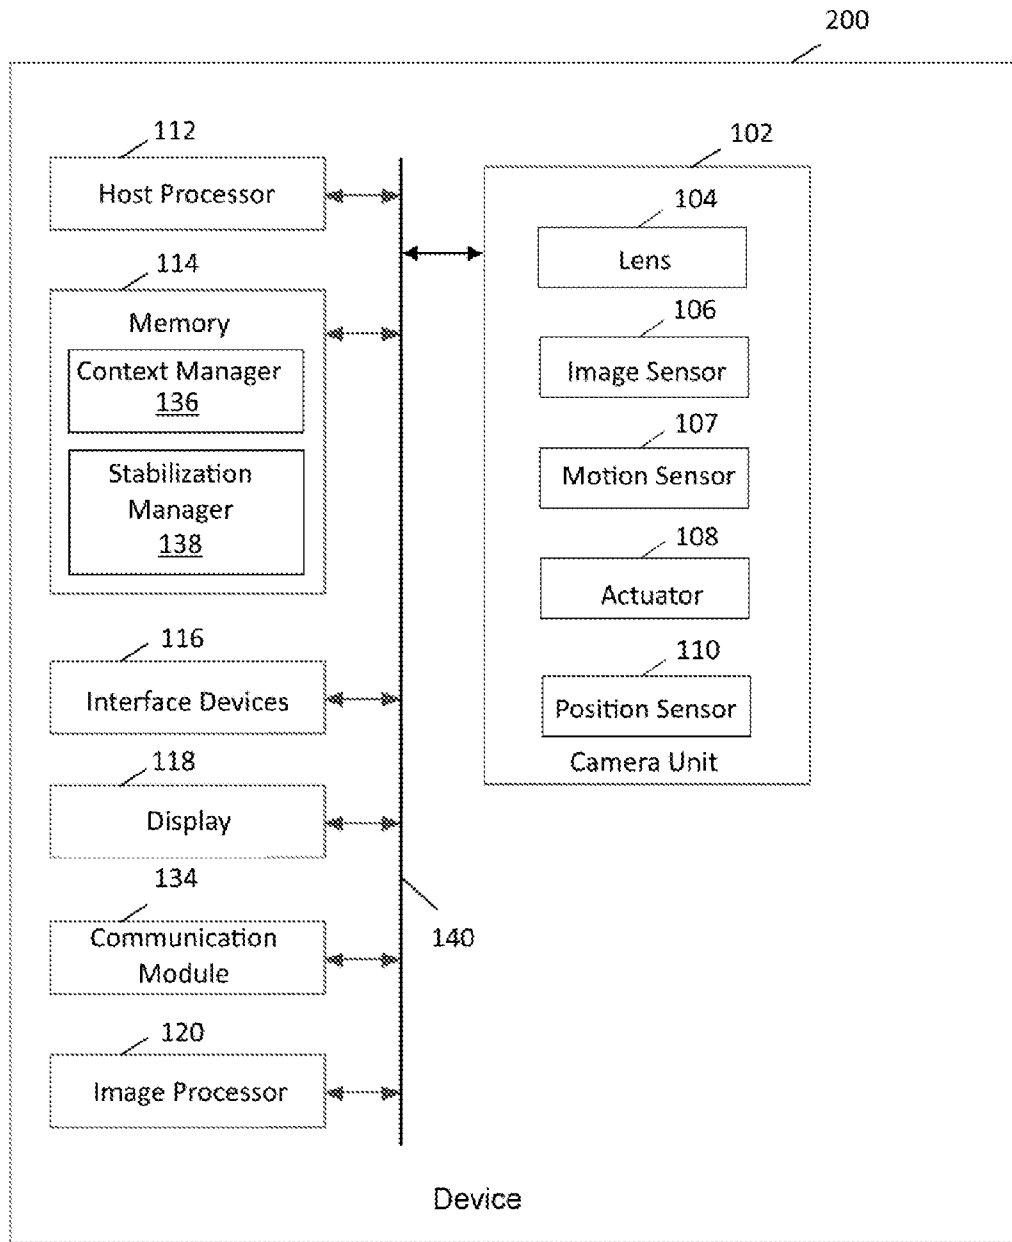 200
112
Host Processor
114
Memory
Context Manager
136
Stabilization
Manager
138
116
Interface Devices
118
Display
134
Communication
Module
120
Image Processor
140
102
104
Lens
106
Image Sensor
107
Motion Sensor
108
Actuator
110
Position Sensor
Camera Unit
Device